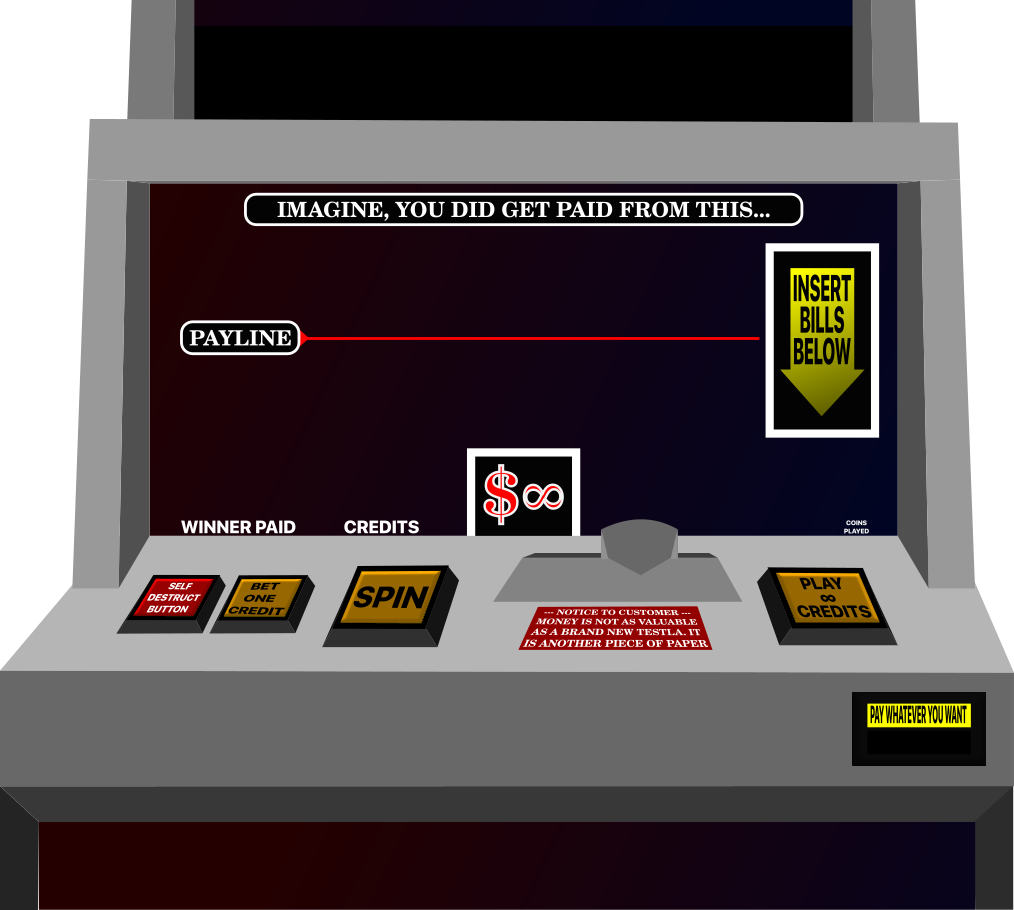 IMAGINE, YOU DID GET PAID FROM THIS...
INSERT
BILLS
BELOW
PAYLINE
$∞
WINNER PAID
CREDITS
COINS
PLAYED
SELF
DESTRUCT
BUTTON
BET
ONE
CREDIT
SPIN
PLAY
∞
CREDITS
--- NOTICE TO CUSTOMER ---
MONEY IS NOT AS VALUABLE
AS A BRAND NEW TESTLA. IT
IS ANOTHER PIECE OF PAPER
PAY WHATEVER YOU WANT